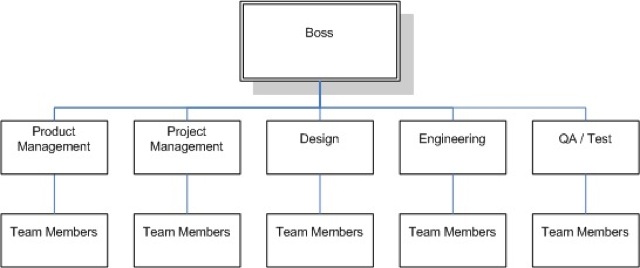 Boss
Product
Management
Project
Management
Design
Engineering
QA / Test
Team Members
Team Members
Team Members
Team Members
Team Members